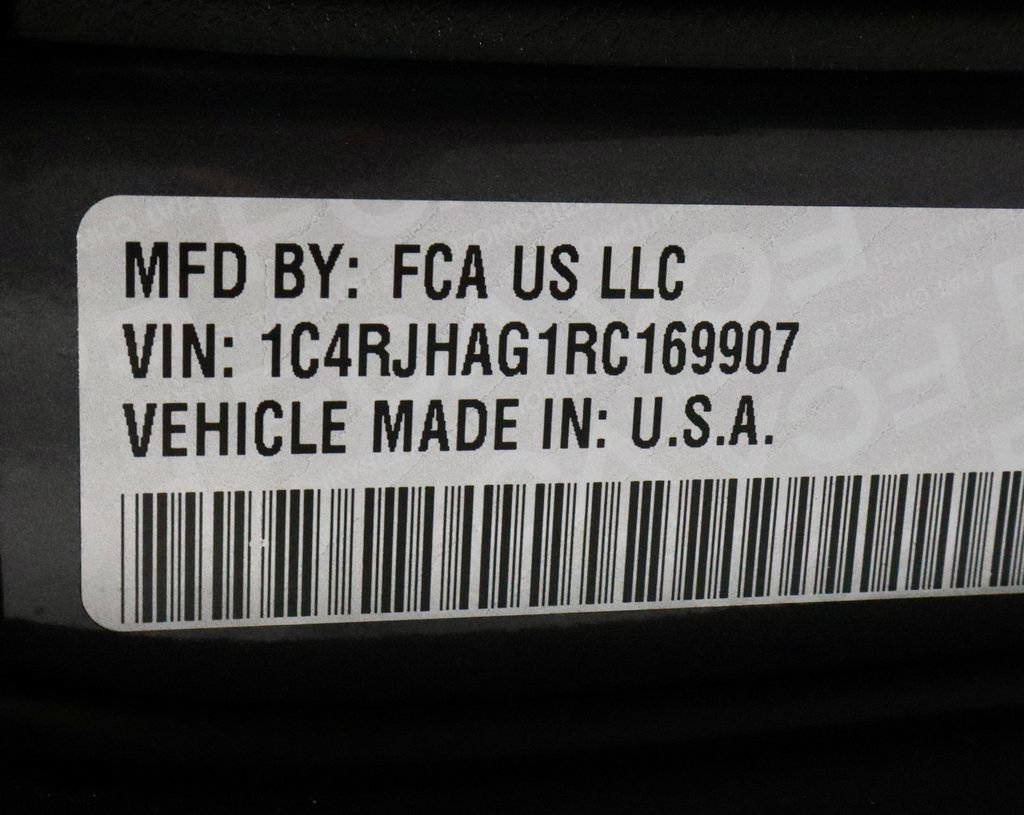 MFD BY: FCA US LLC
VIN: 1C4RJHAG1RC169907
VEHICLE MADE IN: U.S.A.